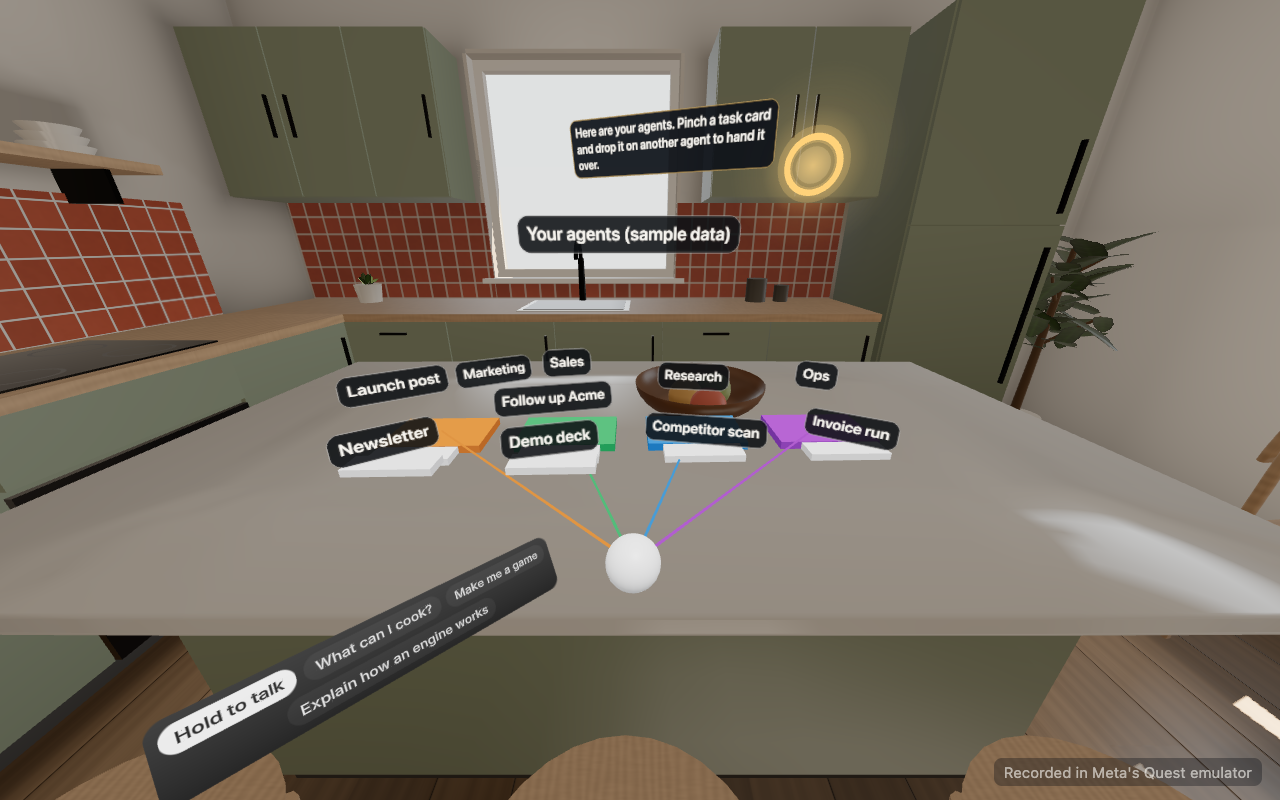 Here are your agents. Pinch a task card
and drop it on another agent to hand it
over.
Your agents (sample data)
Launch post
Marketing
Sales
Research
Ops
Follow up Acme
Newsletter
Demo deck
Competitor scan
Invoice run
Hold to talk
What can I cook?
Make me a game
Explain how an engine works
Recorded in Meta's Quest emulator